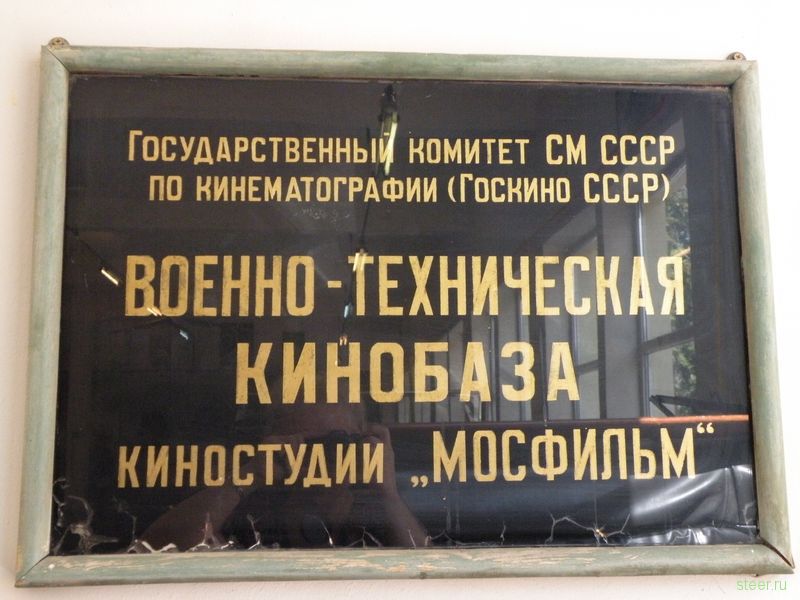 Государственный комитет СМ СССР
по кинематографии (Госкино СССР)
ВОЕННО-ТЕХНИЧЕСКАЯ
КИНОБАЗА
киностудии „МОСФИЛЬМ“
steer.ru